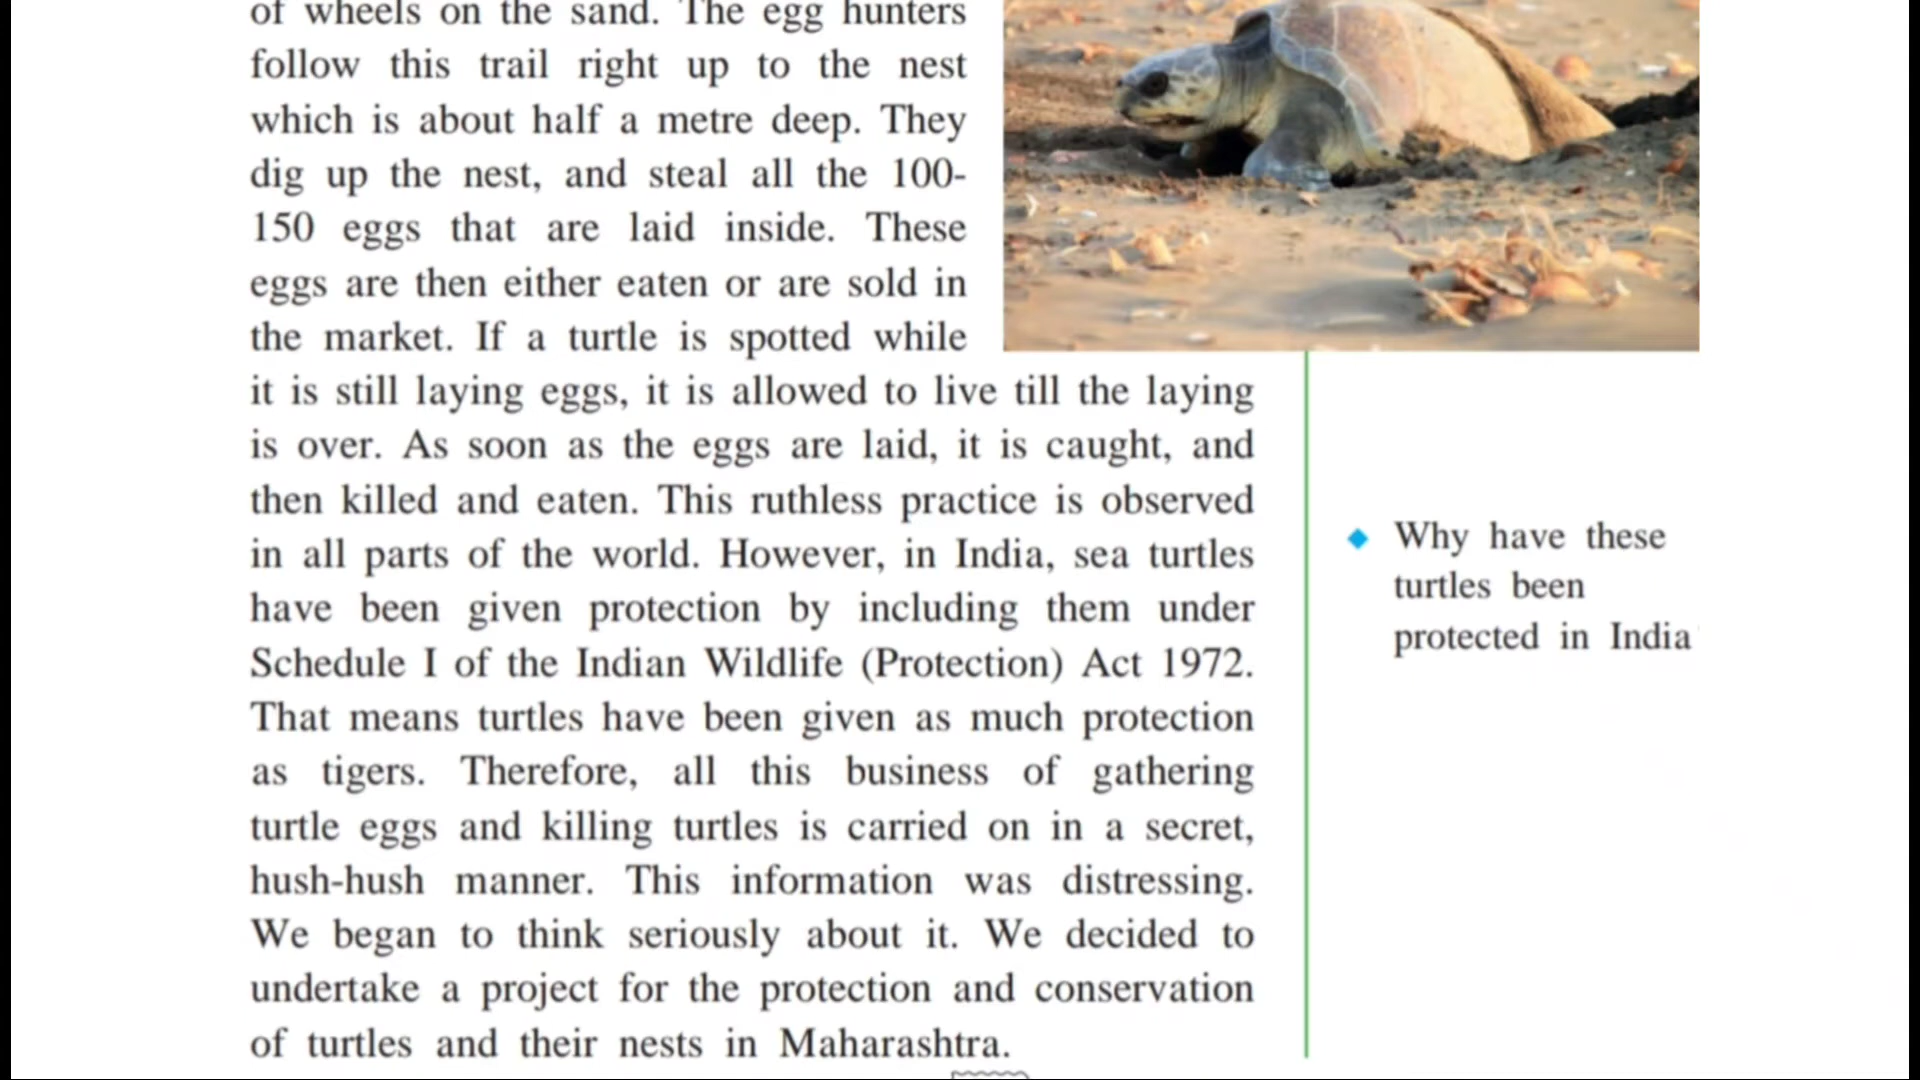 of wheels on the sand. The egg hunters
follow this trail right up to the nest
which is about half a metre deep. They
dig up the nest, and steal all the 100-
150 eggs that are laid inside. These
eggs are then either eaten or are sold in
the market. If a turtle is spotted while
it is still laying eggs, it is allowed to live till the laying
is over. As soon as the eggs are laid, it is caught, and
then killed and eaten. This ruthless practice is observed
in all parts of the world. However, in India, sea turtles
have been given protection by including them under
Schedule I of the Indian Wildlife (Protection) Act 1972.
That means turtles have been given as much protection
as tigers. Therefore, all this business of gathering
turtle eggs and killing turtles is carried on in a secret,
hush-hush manner. This information was distressing.
We began to think seriously about it. We decided to
undertake a project for the protection and conservation
of turtles and their nests in Maharashtra.
Why have these
turtles been
protected in India